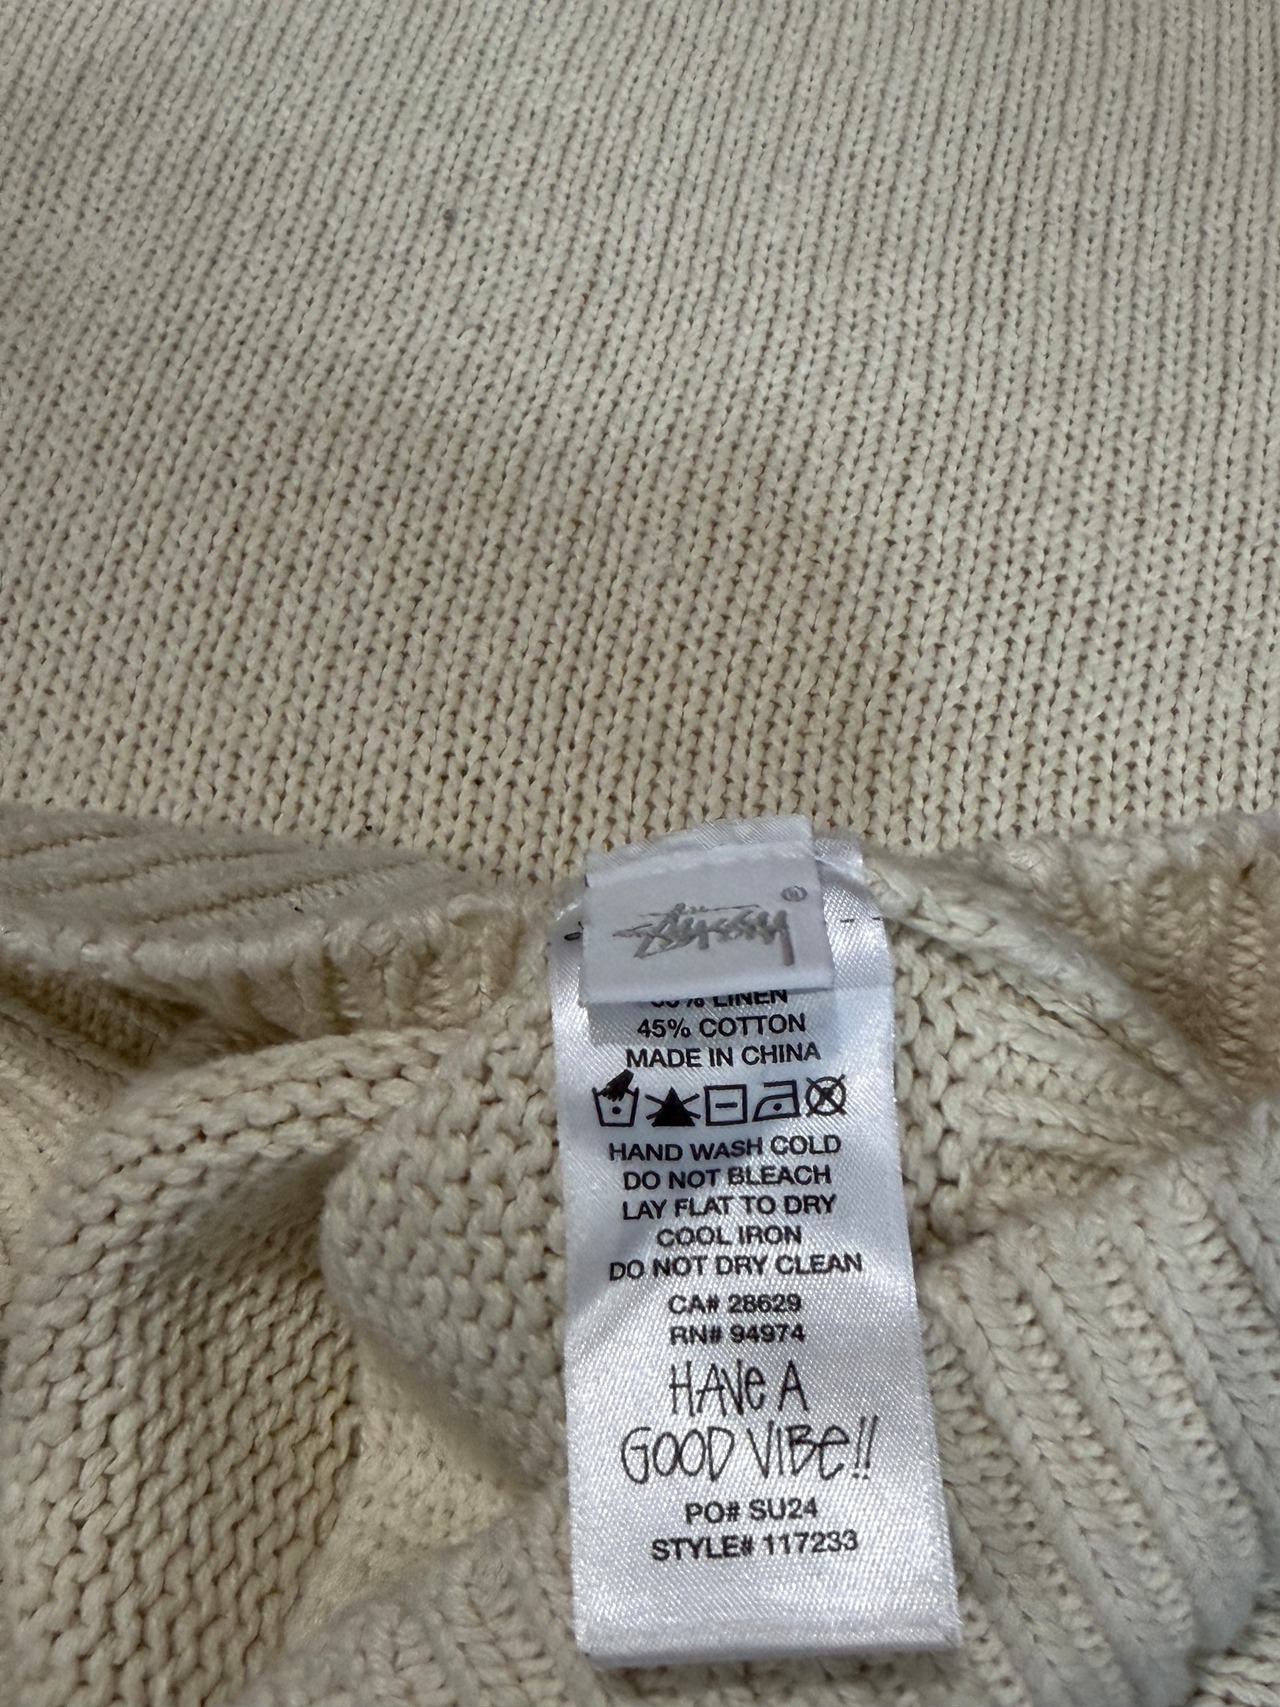 STÜSSY ®
% LINEN
45% COTTON
MADE IN CHINA
HAND WASH COLD
DO NOT BLEACH
LAY FLAT TO DRY
COOL IRON
DO NOT DRY CLEAN
CA# 28629
RN# 94974
HAVe A
GOOD VIBe!!
PO# SU24
STYLE# 117233